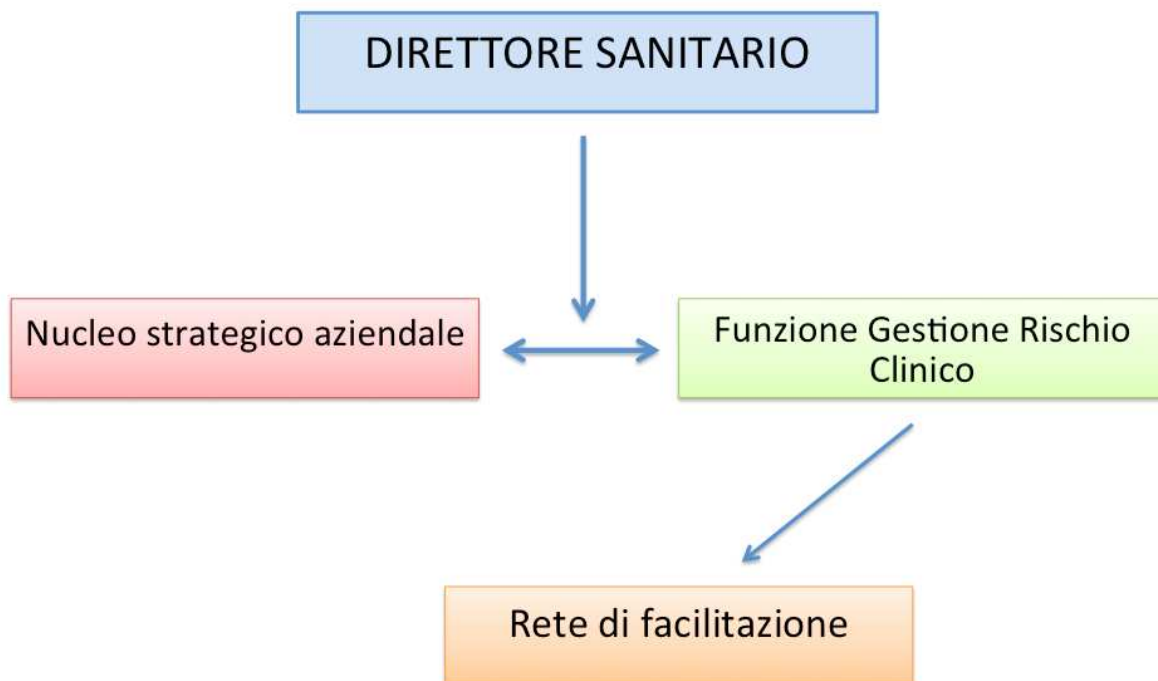 DIRETTORE SANITARIO
Nucleo strategico aziendale
Funzione Gestione Rischio
Clinico
Rete di facilitazione